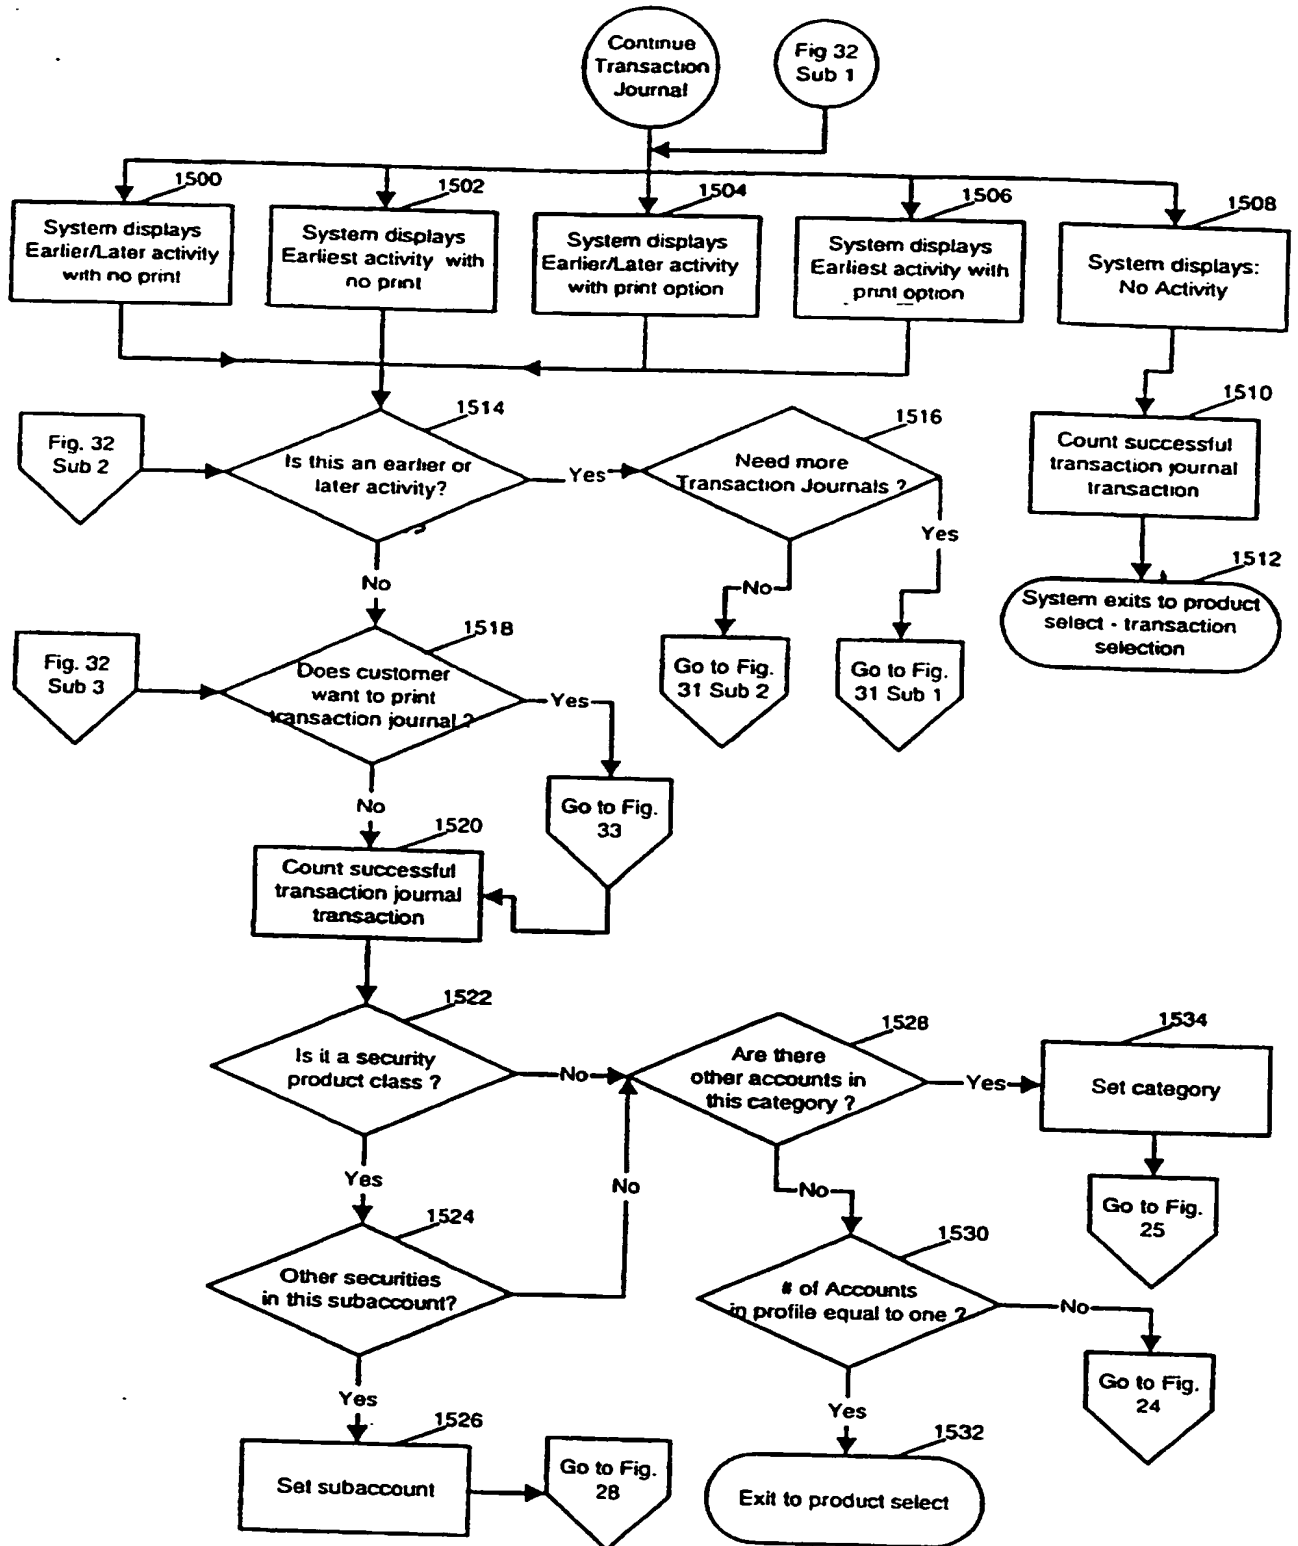 Continue
Transaction
Journal
Fig 32
Sub 1
1500
1502
1504
1506
1508
System displays
Earlier/Later activity
with no print
System displays
Earliest activity with
no print
System displays
Earlier/Later activity
with print option
System displays
Earliest activity with
print option
System displays:
No Activity
1510
Count successful
transaction journal
transaction
1512
System exits to product
select - transaction
selection
Fig. 32
Sub 2
1514
Is this an earlier or
later activity?
Yes
1516
Need more
Transaction Journals ?
Yes
No
No
Go to Fig.
31 Sub 2
Go to Fig.
31 Sub 1
Fig. 32
Sub 3
1518
Does customer
want to print
transaction journal ?
Yes
No
Go to Fig.
33
1520
Count successful
transaction journal
transaction
1522
Is it a security
product class ?
No
Yes
1528
Are there
other accounts in
this category ?
Yes
No
1534
Set category
Go to Fig.
25
1524
Other securities
in this subaccount?
No
Yes
1530
# of Accounts
in profile equal to one ?
No
Yes
Go to Fig.
24
1526
Set subaccount
Go to Fig.
28
1532
Exit to product select